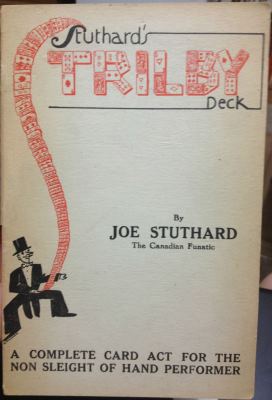 Stuthard's
TRILBY
Deck
By
JOE STUTHARD
The Canadian Funatic
A COMPLETE CARD ACT FOR THE
NON SLEIGHT OF HAND PERFORMER